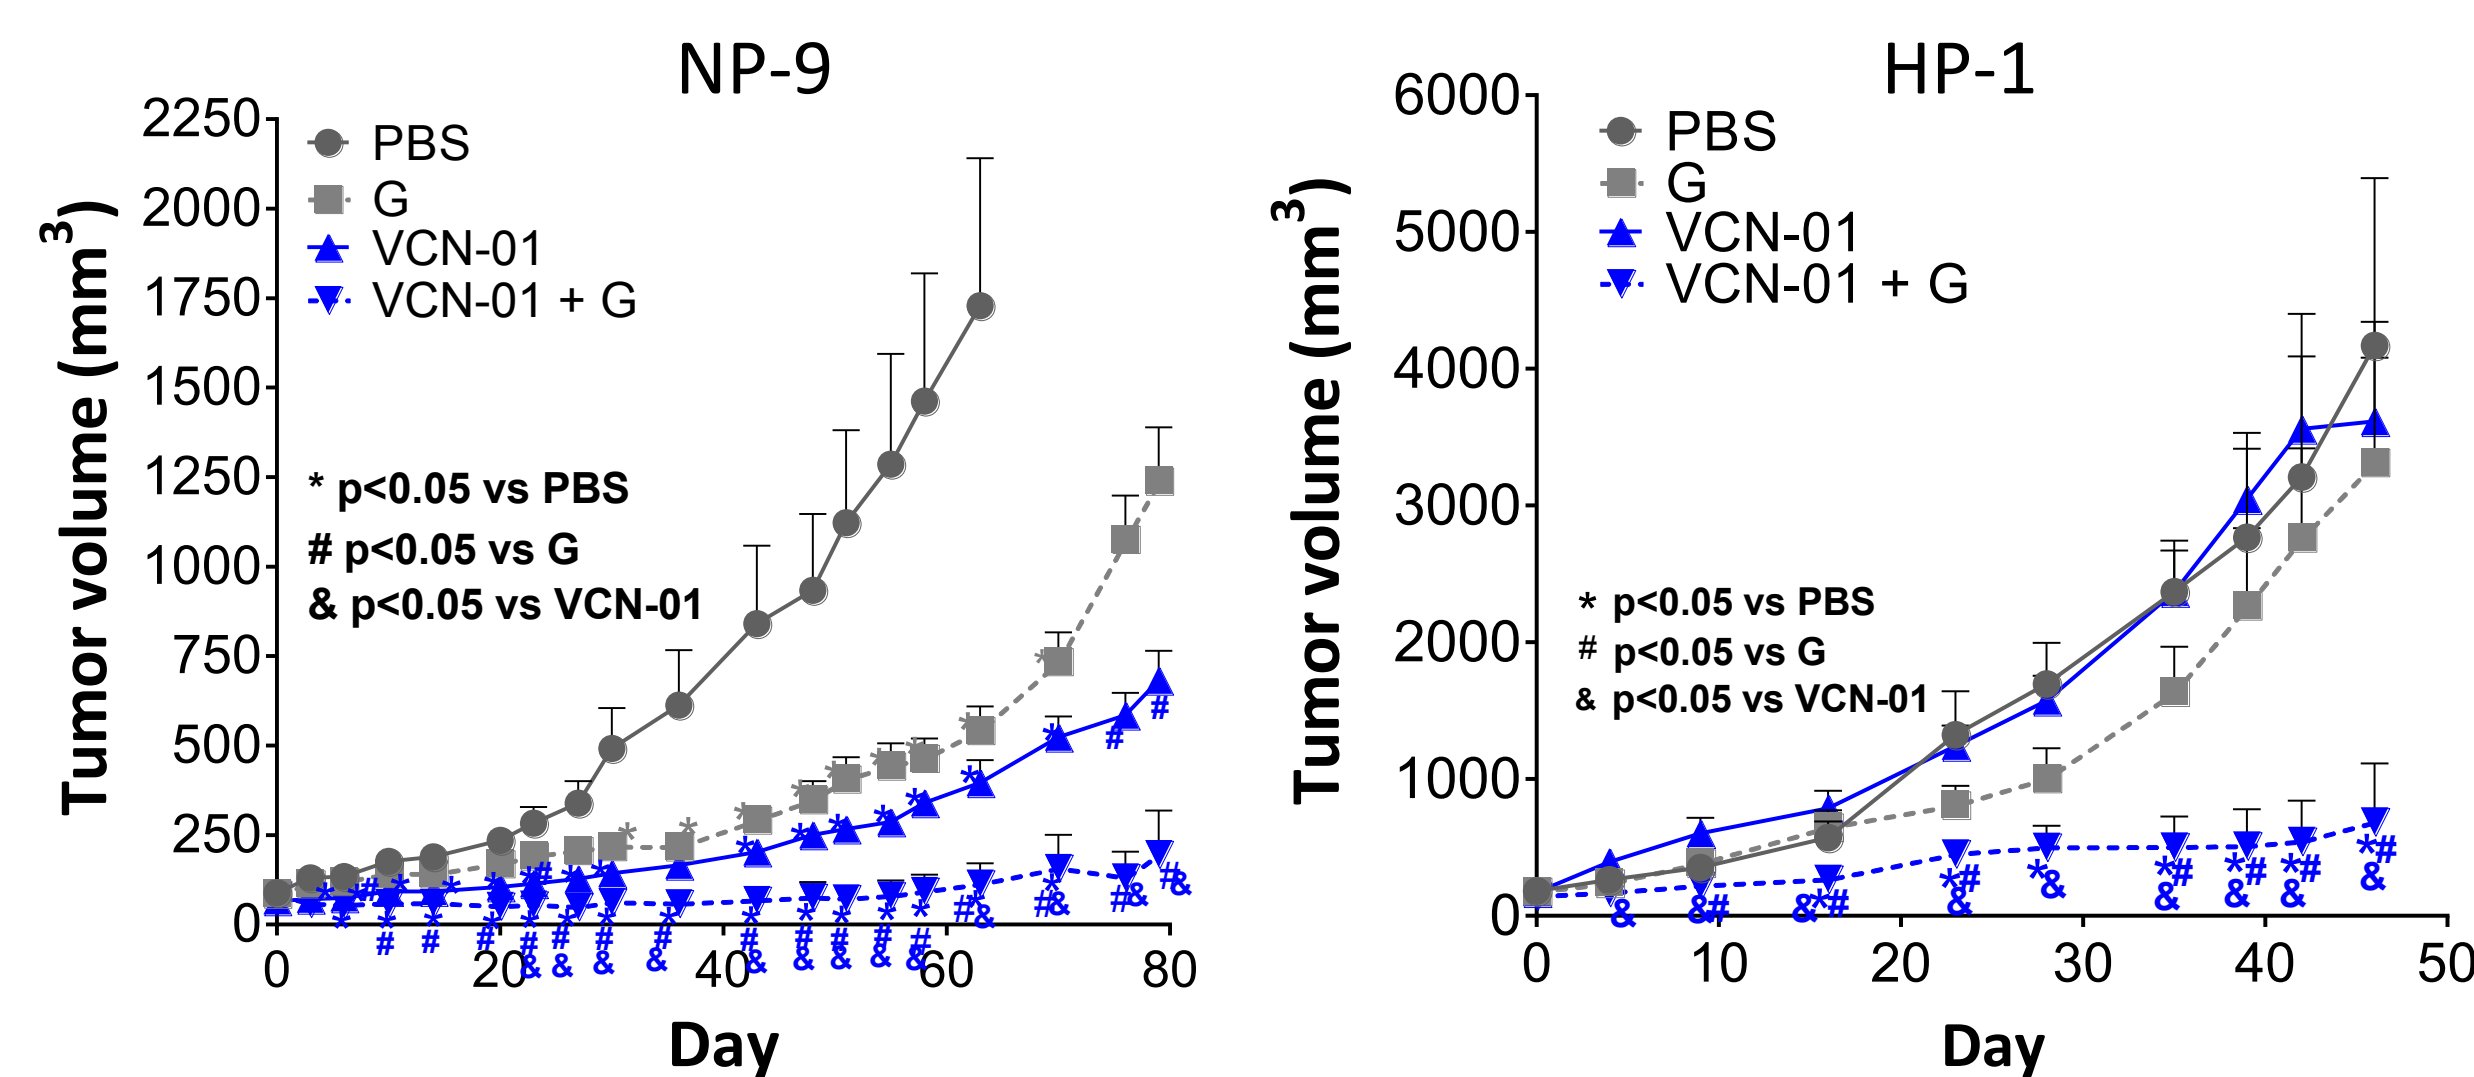 NP-9
2250
2000
1750
1500
1250
1000
750
500
250
0
Tumor volume (mm³)
PBS
G
VCN-01
VCN-01 + G
* p<0.05 vs PBS
# p<0.05 vs G
& p<0.05 vs VCN-01
0 20 40 60 80
Day
HP-1
6000
5000
4000
3000
2000
1000
0
Tumor volume (mm³)
PBS
G
VCN-01
VCN-01 + G
* p<0.05 vs PBS
# p<0.05 vs G
& p<0.05 vs VCN-01
0 10 20 30 40 50
Day